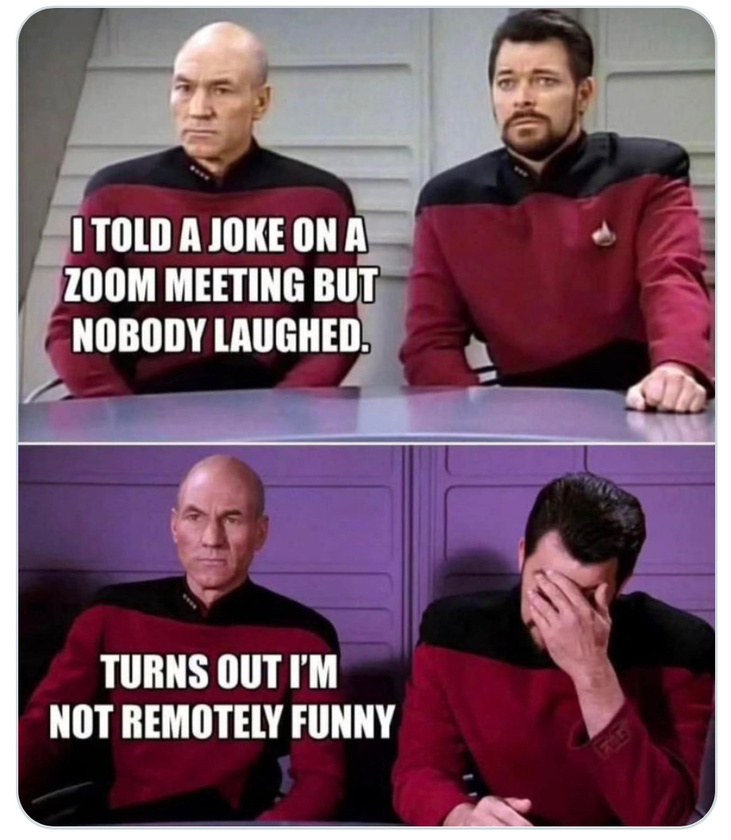 I TOLD A JOKE ON A
ZOOM MEETING BUT
NOBODY LAUGHED.
TURNS OUT I'M
NOT REMOTELY FUNNY